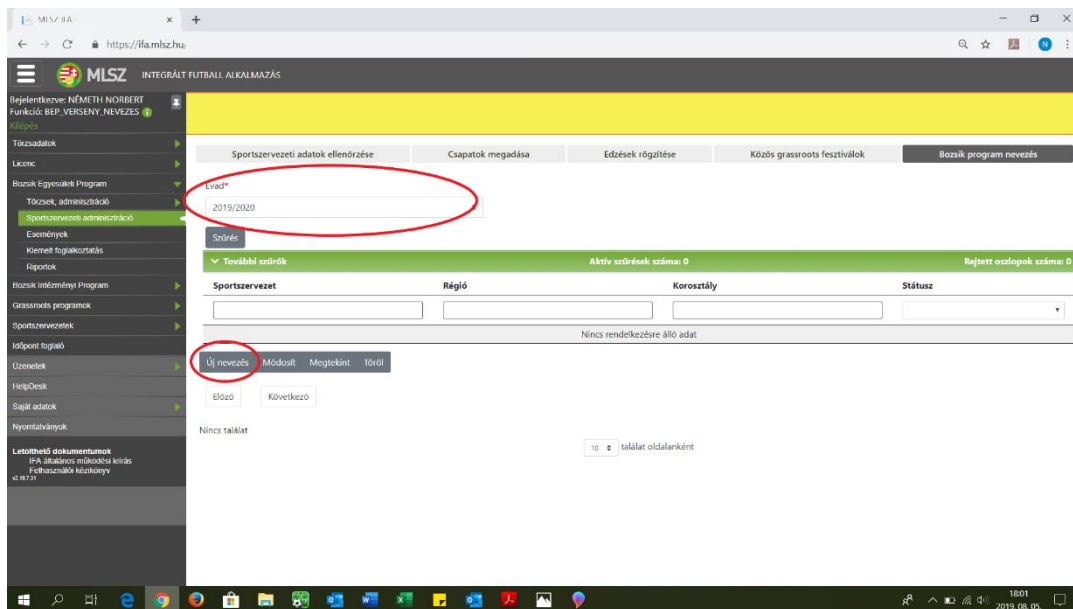 MLSZ IFA
https://ifa.mlsz.hu
MLSZ INTEGRÁLT FUTBALL ALKALMAZÁS
Bejelentkezve: NÉMETH NORBERT
Funkció: BEP_VERSENY_NEVEZES
Kilépés
Törzsadatok
Licenc
Bozsik Egyesületi Program
Törzsek, adminisztráció
Sportszervezeti adminisztráció
Események
Kiemelt foglalkoztatás
Riportok
Bozsik Intézményi Program
Grassroots programok
Sportszervezetek
Időpont foglaló
Üzenetek
HelpDesk
Saját adatok
Nyomtatványok
Letölthető dokumentumok
IFA általános működési leírás
Felhasználói kézikönyv
v2.18.7.31
Sportszervezeti adatok ellenőrzése Csapatok megadása Edzések rögzítése Közös grassroots fesztiválok Bozsik program nevezés
Évad*
2019/2020
Szűrés
További szűrők Aktív szűrések száma: 0 Rejtett oszlopok száma: 0
Sportszervezet Régió Korosztály Státusz
Nincs rendelkezésre álló adat
Új nevezés Módosít Megtekint Töröl
Előző Következő
Nincs találat
10 találat oldalanként
18:01
2019. 08. 05.